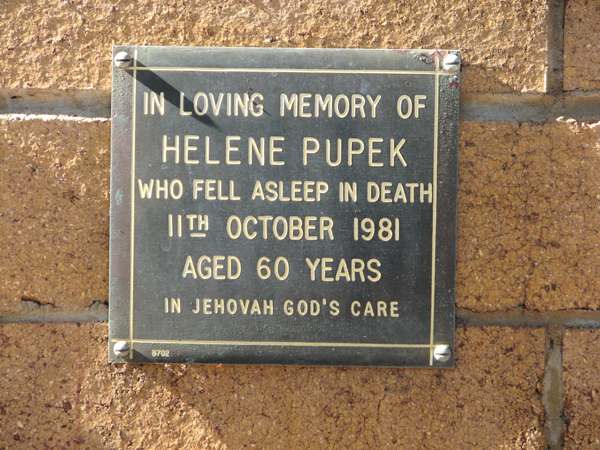 IN LOVING MEMORY OF
HELENE PUPEK
WHO FELL ASLEEP IN DEATH
11TH OCTOBER 1981
AGED 60 YEARS
IN JEHOVAH GOD'S CARE
B702